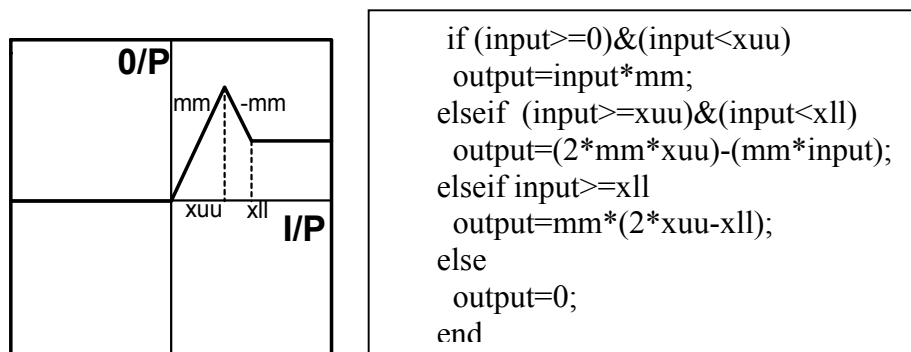 0/P
mm -mm
xuu xll
I/P
if (input>=0)&(input<xuu)
output=input*mm;
elseif (input>=xuu)&(input<xll)
output=(2*mm*xuu)-(mm*input);
elseif input>=xll
output=mm*(2*xuu-xll);
else
output=0;
end